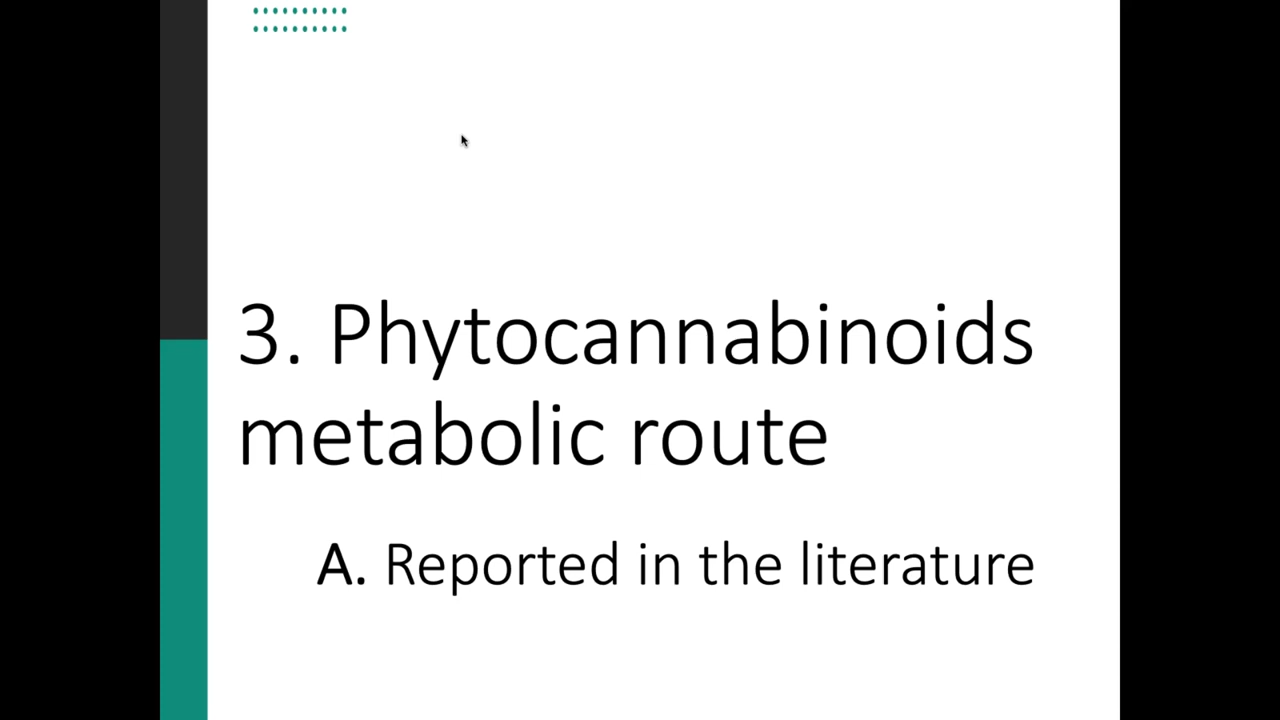 3. Phytocannabinoids
metabolic route
A. Reported in the literature